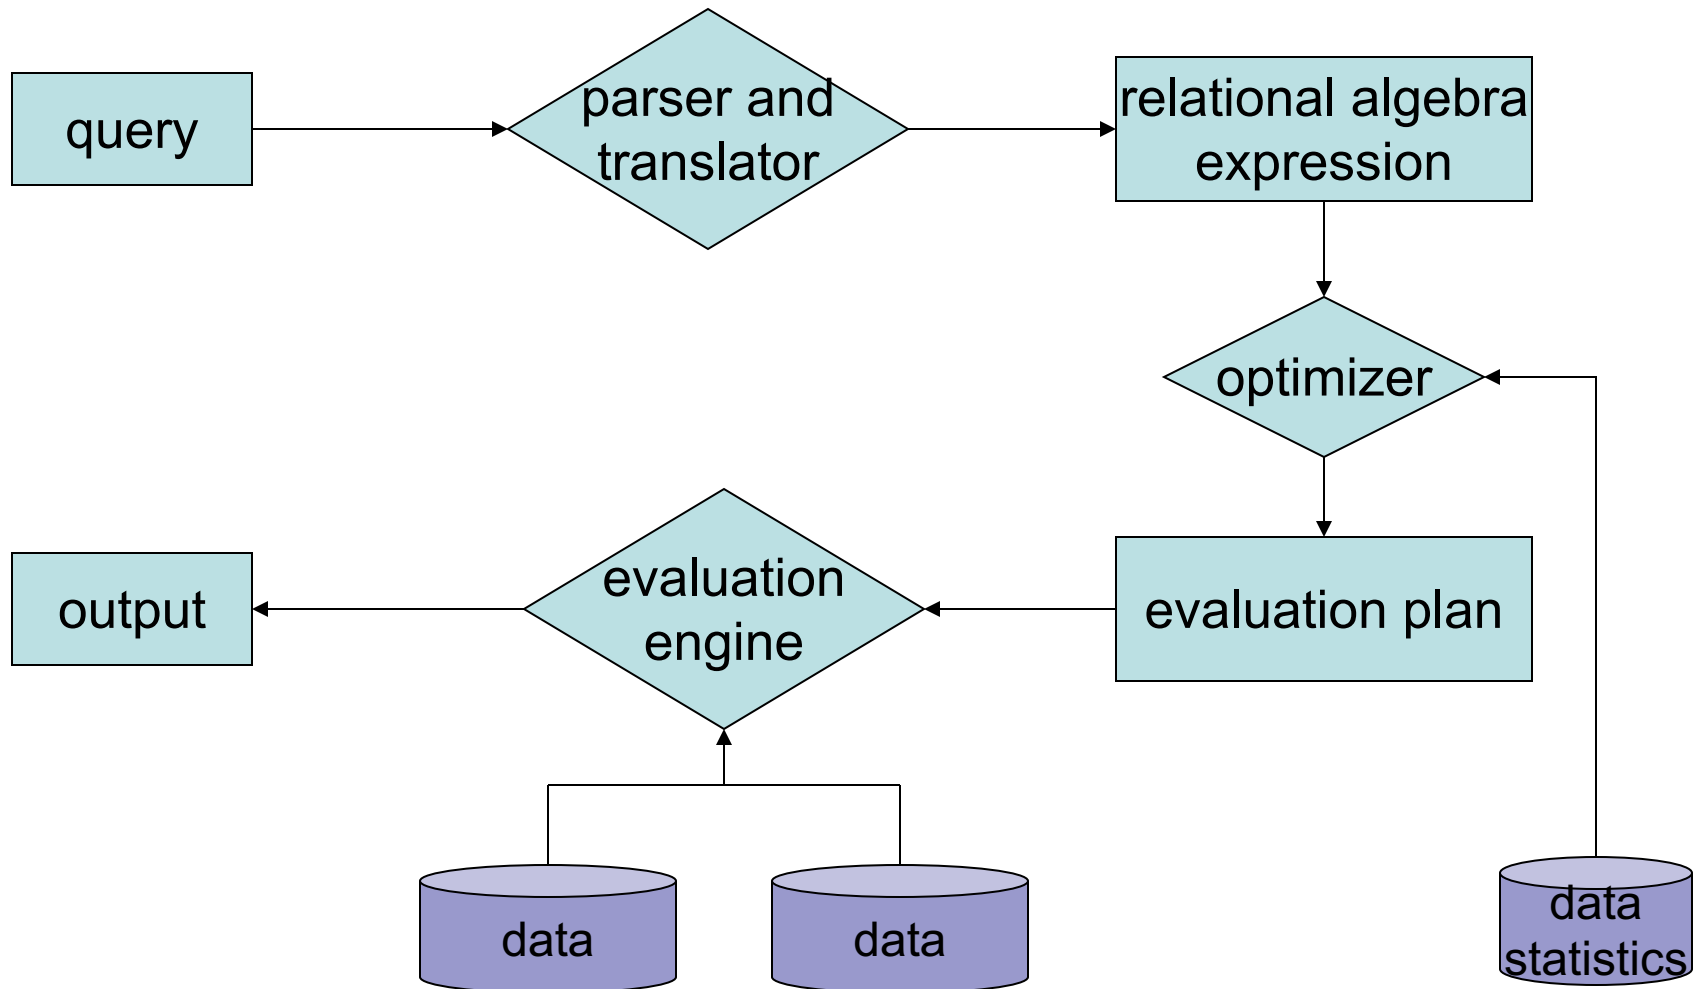 query
parser and
translator
relational algebra
expression
optimizer
evaluation plan
evaluation
engine
output
data
data
data
statistics